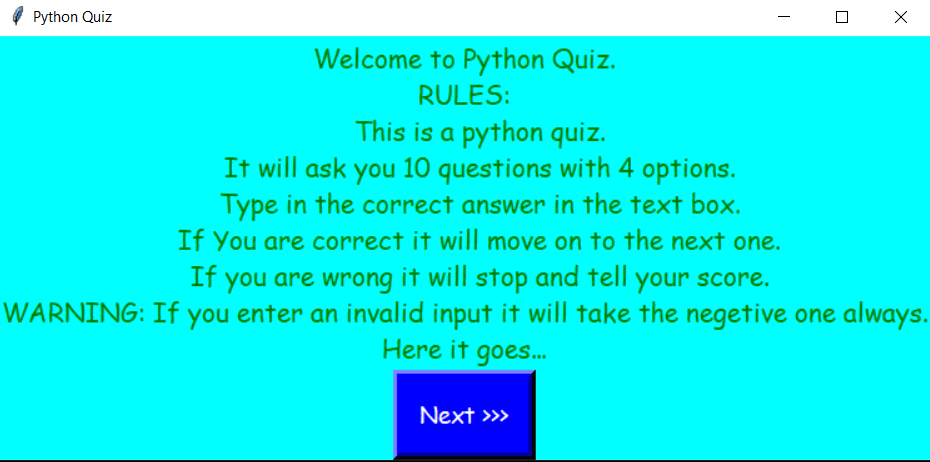 Python Quiz
Welcome to Python Quiz.
RULES:
This is a python quiz.
It will ask you 10 questions with 4 options.
Type in the correct answer in the text box.
If You are correct it will move on to the next one.
If you are wrong it will stop and tell your score.
WARNING: If you enter an invalid input it will take the negetive one always.
Here it goes...
Next >>>